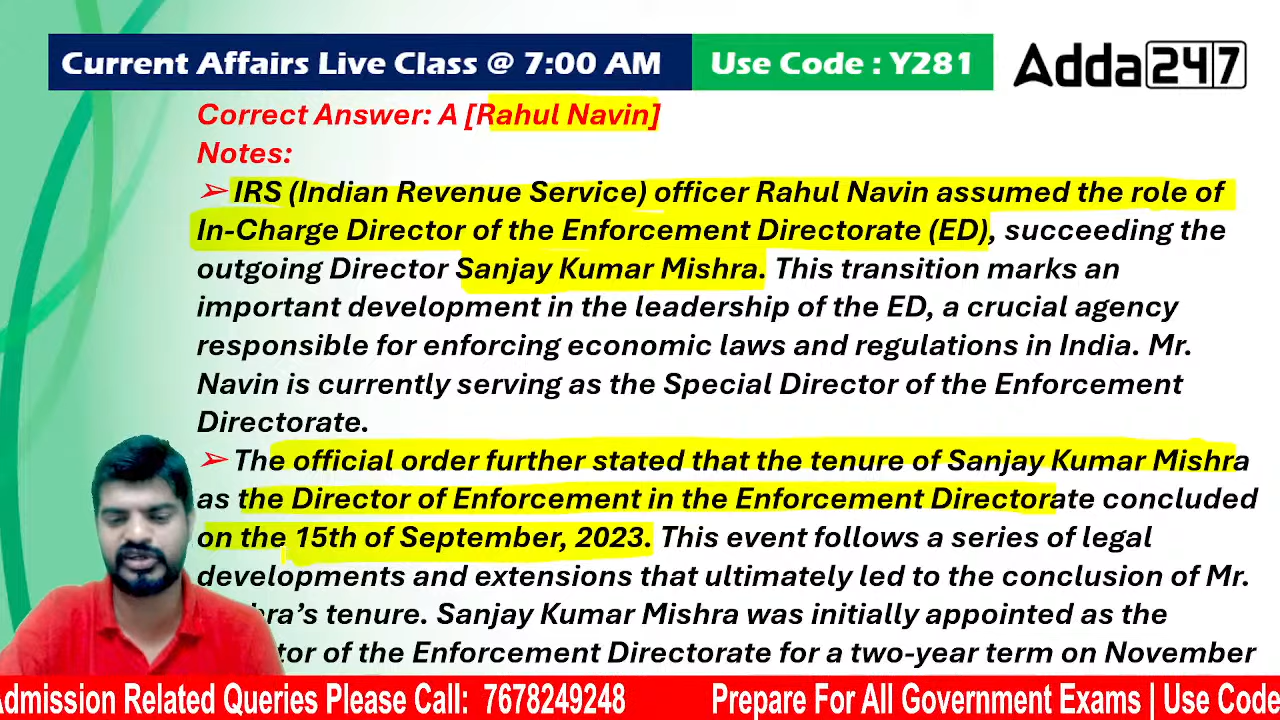 Current Affairs Live Class @ 7:00 AM Use Code : Y281 Adda 247
Correct Answer: A [Rahul Navin]
Notes:
➢ IRS (Indian Revenue Service) officer Rahul Navin assumed the role of
In-Charge Director of the Enforcement Directorate (ED), succeeding the
outgoing Director Sanjay Kumar Mishra. This transition marks an
important development in the leadership of the ED, a crucial agency
responsible for enforcing economic laws and regulations in India. Mr.
Navin is currently serving as the Special Director of the Enforcement
Directorate.
➢ The official order further stated that the tenure of Sanjay Kumar Mishra
as the Director of Enforcement in the Enforcement Directorate concluded
on the 15th of September, 2023. This event follows a series of legal
developments and extensions that ultimately led to the conclusion of Mr.
bra's tenure. Sanjay Kumar Mishra was initially appointed as the
tor of the Enforcement Directorate for a two-year term on November
Admission Related Queries Please Call: 7678249248 Prepare For All Government Exams | Use Code